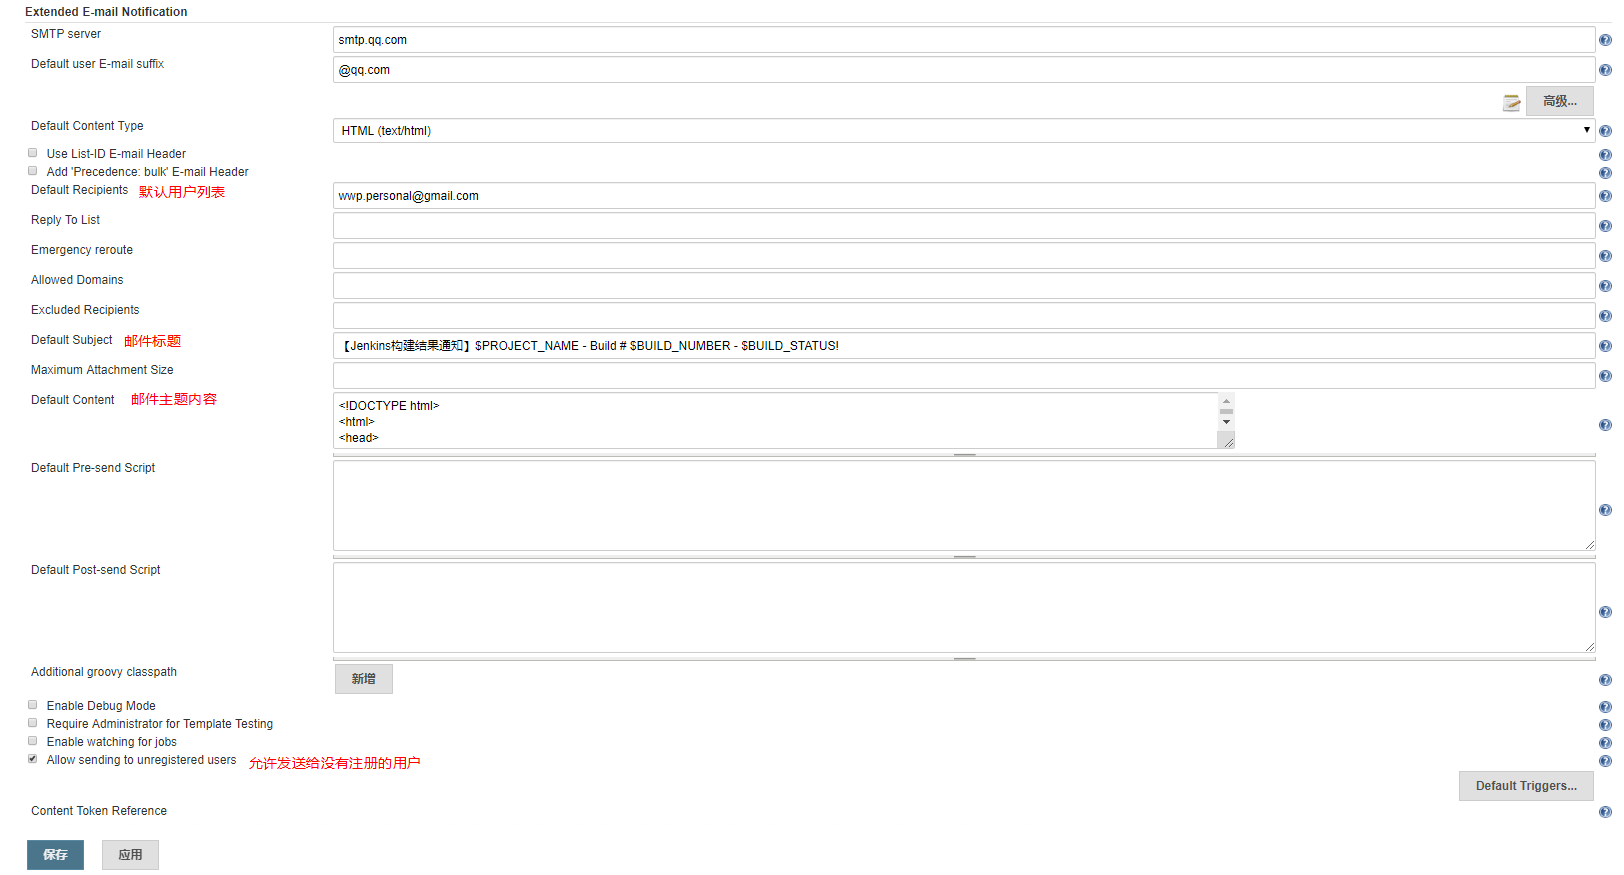 Extended E-mail Notification
SMTP server
smtp.qq.com
Default user E-mail suffix
@qq.com
高级...
Default Content Type
HTML (text/html)
Use List-ID E-mail Header
Add 'Precedence: bulk' E-mail Header
Default Recipients 默认用户列表
wwp.personal@gmail.com
Reply To List
Emergency reroute
Allowed Domains
Excluded Recipients
Default Subject 邮件标题
【Jenkins构建结果通知】$PROJECT_NAME - Build # $BUILD_NUMBER - $BUILD_STATUS!
Maximum Attachment Size
Default Content 邮件主题内容
<!DOCTYPE html>
<html>
<head>
Default Pre-send Script
Default Post-send Script
Additional groovy classpath
新增
Enable Debug Mode
Require Administrator for Template Testing
Enable watching for jobs
Allow sending to unregistered users 允许发送给没有注册的用户
Default Triggers...
Content Token Reference
保存 应用